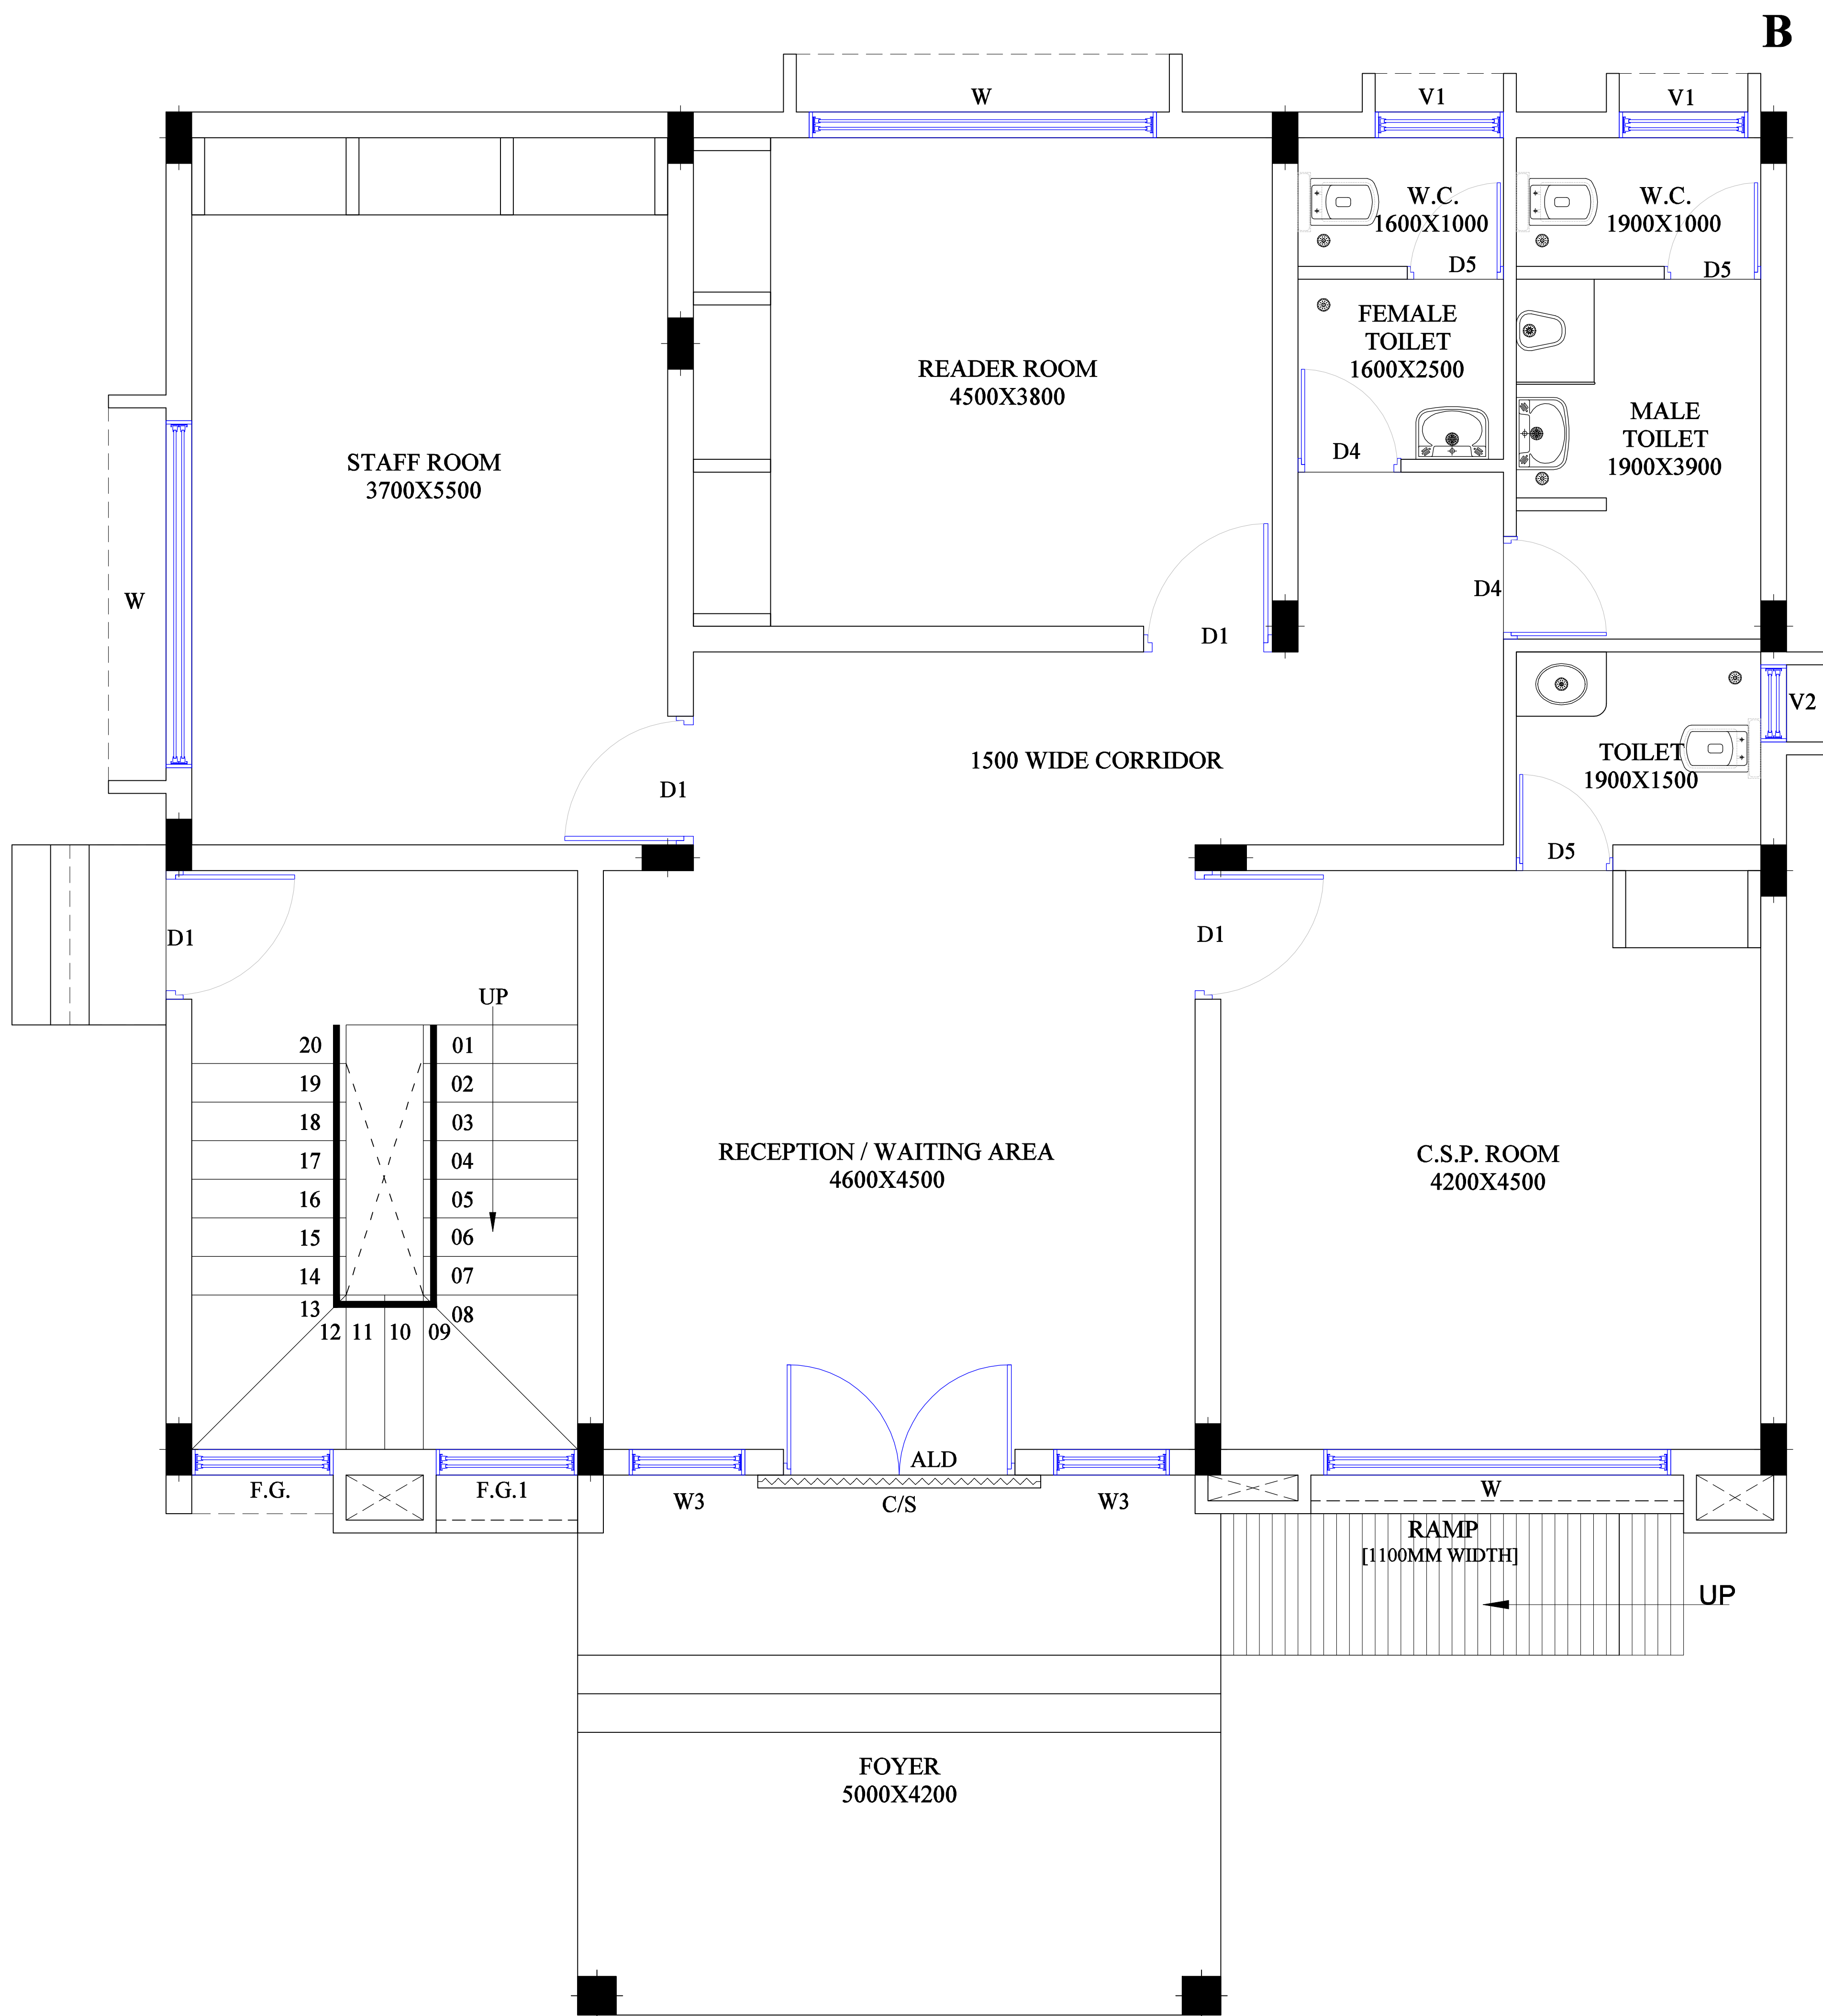 B
W
V1
V1
W.C.
1600X1000
W.C.
1900X1000
D5
D5
FEMALE
TOILET
1600X2500
READER ROOM
4500X3800
MALE
TOILET
1900X3900
D4
STAFF ROOM
3700X5500
W
D4
D1
V2
1500 WIDE CORRIDOR
TOILET
1900X1500
D1
D5
D1
D1
UP
20
01
19
02
18
03
17
04
16
05
15
06
14
07
13
08
12
11
10
09
RECEPTION / WAITING AREA
4600X4500
C.S.P. ROOM
4200X4500
ALD
F.G.
F.G.1
W3
C/S
W3
W
RAMP
[1100MM WIDTH]
UP
FOYER
5000X4200